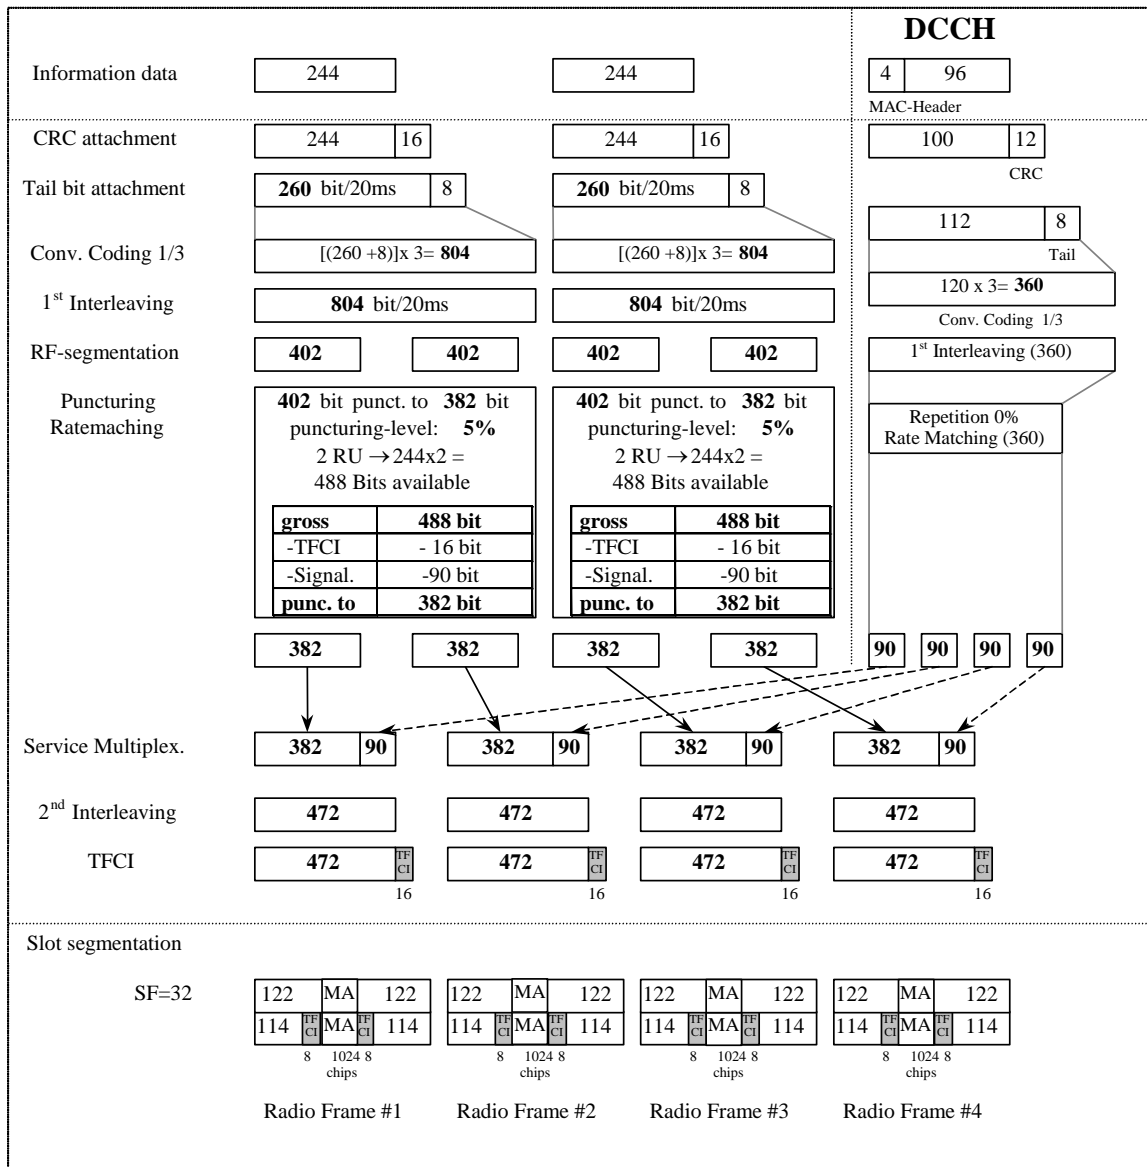 DCCH
Information data 244 244 4 96
MAC-Header
CRC attachment 244 16 244 16 100 12
CRC
Tail bit attachment 260 bit/20ms 8 260 bit/20ms 8
112 8
Tail
Conv. Coding 1/3 [(260 +8)]x 3= 804 [(260 +8)]x 3= 804
120 x 3= 360
Conv. Coding 1/3
1st Interleaving 804 bit/20ms 804 bit/20ms
RF-segmentation 402 402 402 402 1st Interleaving (360)
Puncturing
Ratemaching
402 bit punct. to 382 bit
puncturing-level: 5%
2 RU → 244x2 =
488 Bits available
gross 488 bit
-TFCI - 16 bit
-Signal. -90 bit
punc. to 382 bit
402 bit punct. to 382 bit
puncturing-level: 5%
2 RU → 244x2 =
488 Bits available
gross 488 bit
-TFCI - 16 bit
-Signal. -90 bit
punc. to 382 bit
Repetition 0%
Rate Matching (360)
382 382 382 382 90 90 90 90
Service Multiplex. 382 90 382 90 382 90 382 90
2nd Interleaving 472 472 472 472
TFCI 472 TF CI 472 TF CI 472 TF CI 472 TF CI
16 16 16 16
Slot segmentation
SF=32 122 MA 122 122 MA 122 122 MA 122 122 MA 122
114 TF CI MA TF CI 114 114 TF CI MA TF CI 114 114 TF CI MA TF CI 114 114 TF CI MA TF CI 114
8 1024 8 8 1024 8 8 1024 8 8 1024 8
chips chips chips chips
Radio Frame #1 Radio Frame #2 Radio Frame #3 Radio Frame #4